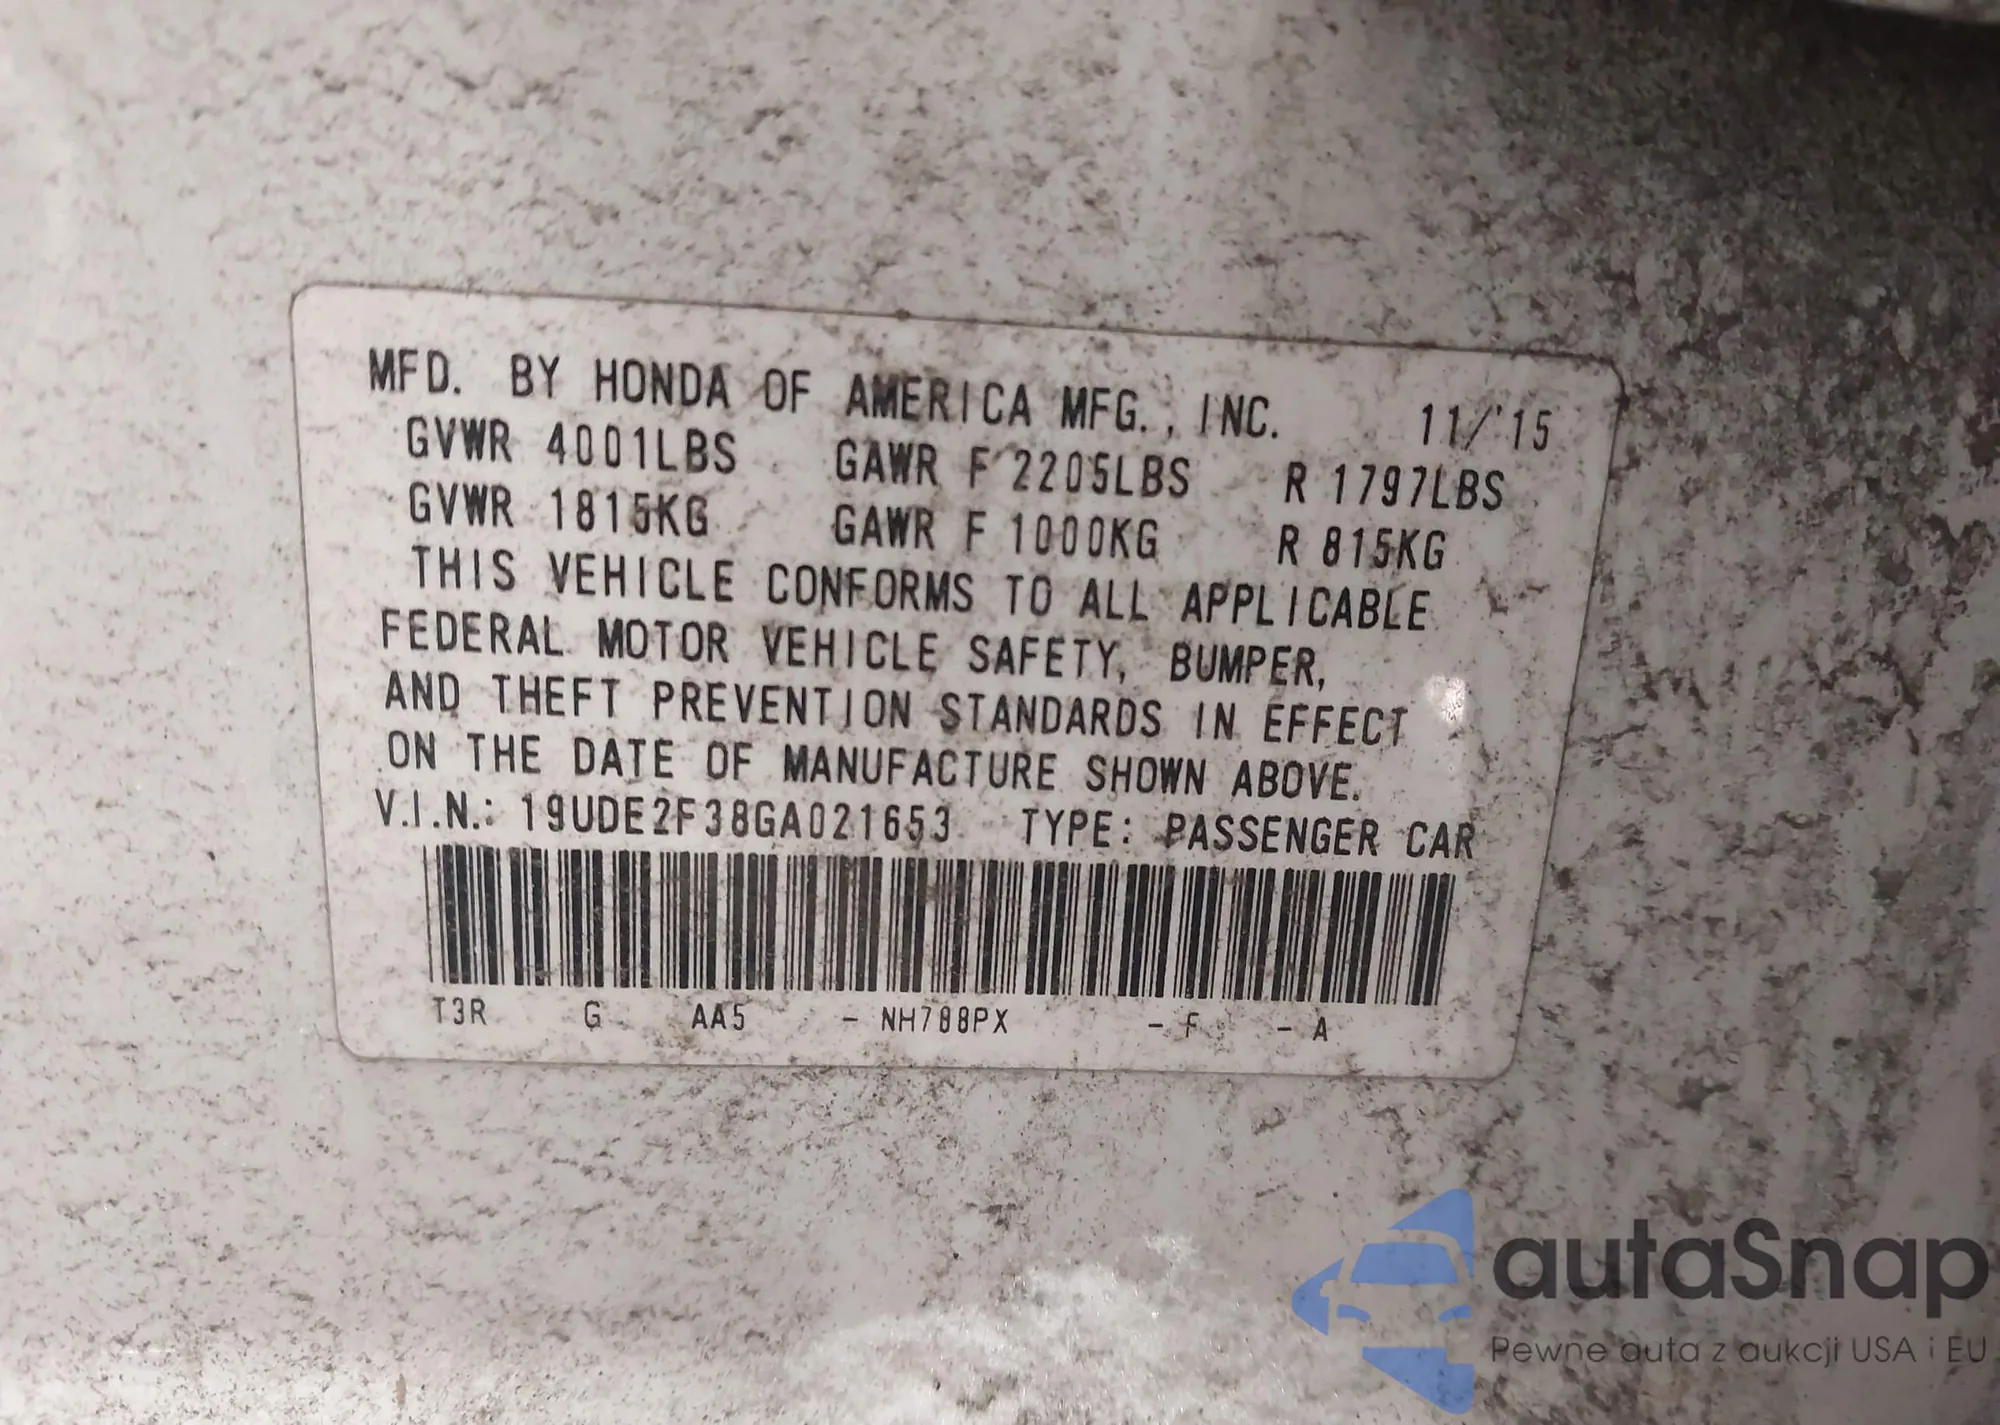 MFD. BY HONDA OF AMERICA MFG., INC. 11/'15
GVWR 4001LBS GAWR F 2205LBS R 1797LBS
GVWR 1815KG GAWR F 1000KG R 815KG
THIS VEHICLE CONFORMS TO ALL APPLICABLE
FEDERAL MOTOR VEHICLE SAFETY, BUMPER,
AND THEFT PREVENTION STANDARDS IN EFFECT
ON THE DATE OF MANUFACTURE SHOWN ABOVE.
V.I.N.: 19UDE2F38GA021653 TYPE: PASSENGER CAR
T3R G AA5 - NH788PX - F - A
autaSnap
Pewne auta z aukcji USA i EU